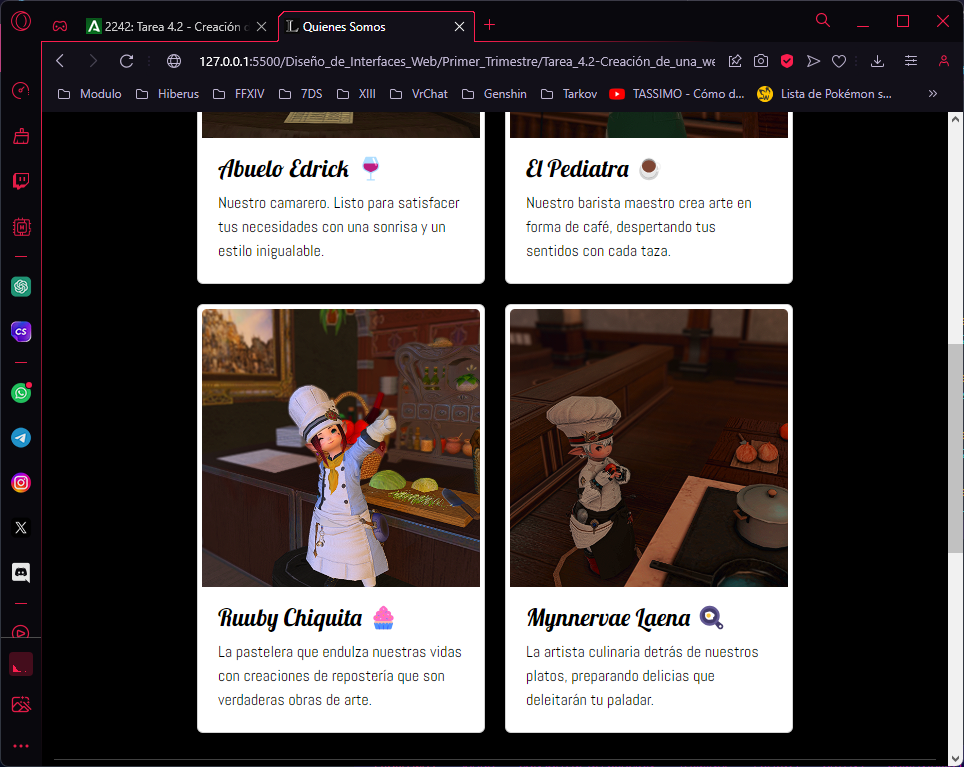 2242: Tarea 4.2 - Creación
Quienes Somos
127.0.0.1:5500/Diseño_de_Interfaces_Web/Primer_Trimestre/Tarea_4.2-Creación_de_una_we
Modulo Hiberus FFXIV 7DS XIII VrChat Genshin Tarkov TASSIMO - Cómo d... Lista de Pokémon s...
CS
Abuelo Edrick
Nuestro camarero. Listo para satisfacer
tus necesidades con una sonrisa y un
estilo inigualable.
El Pediatra
Nuestro barista maestro crea arte en
forma de café, despertando tus
sentidos con cada taza.
Ruuby Chiquita
La pastelera que endulza nuestras vidas
con creaciones de repostería que son
verdaderas obras de arte.
Mynnervae Laena
La artista culinaria detrás de nuestros
platos, preparando delicias que
deleitarán tu paladar.